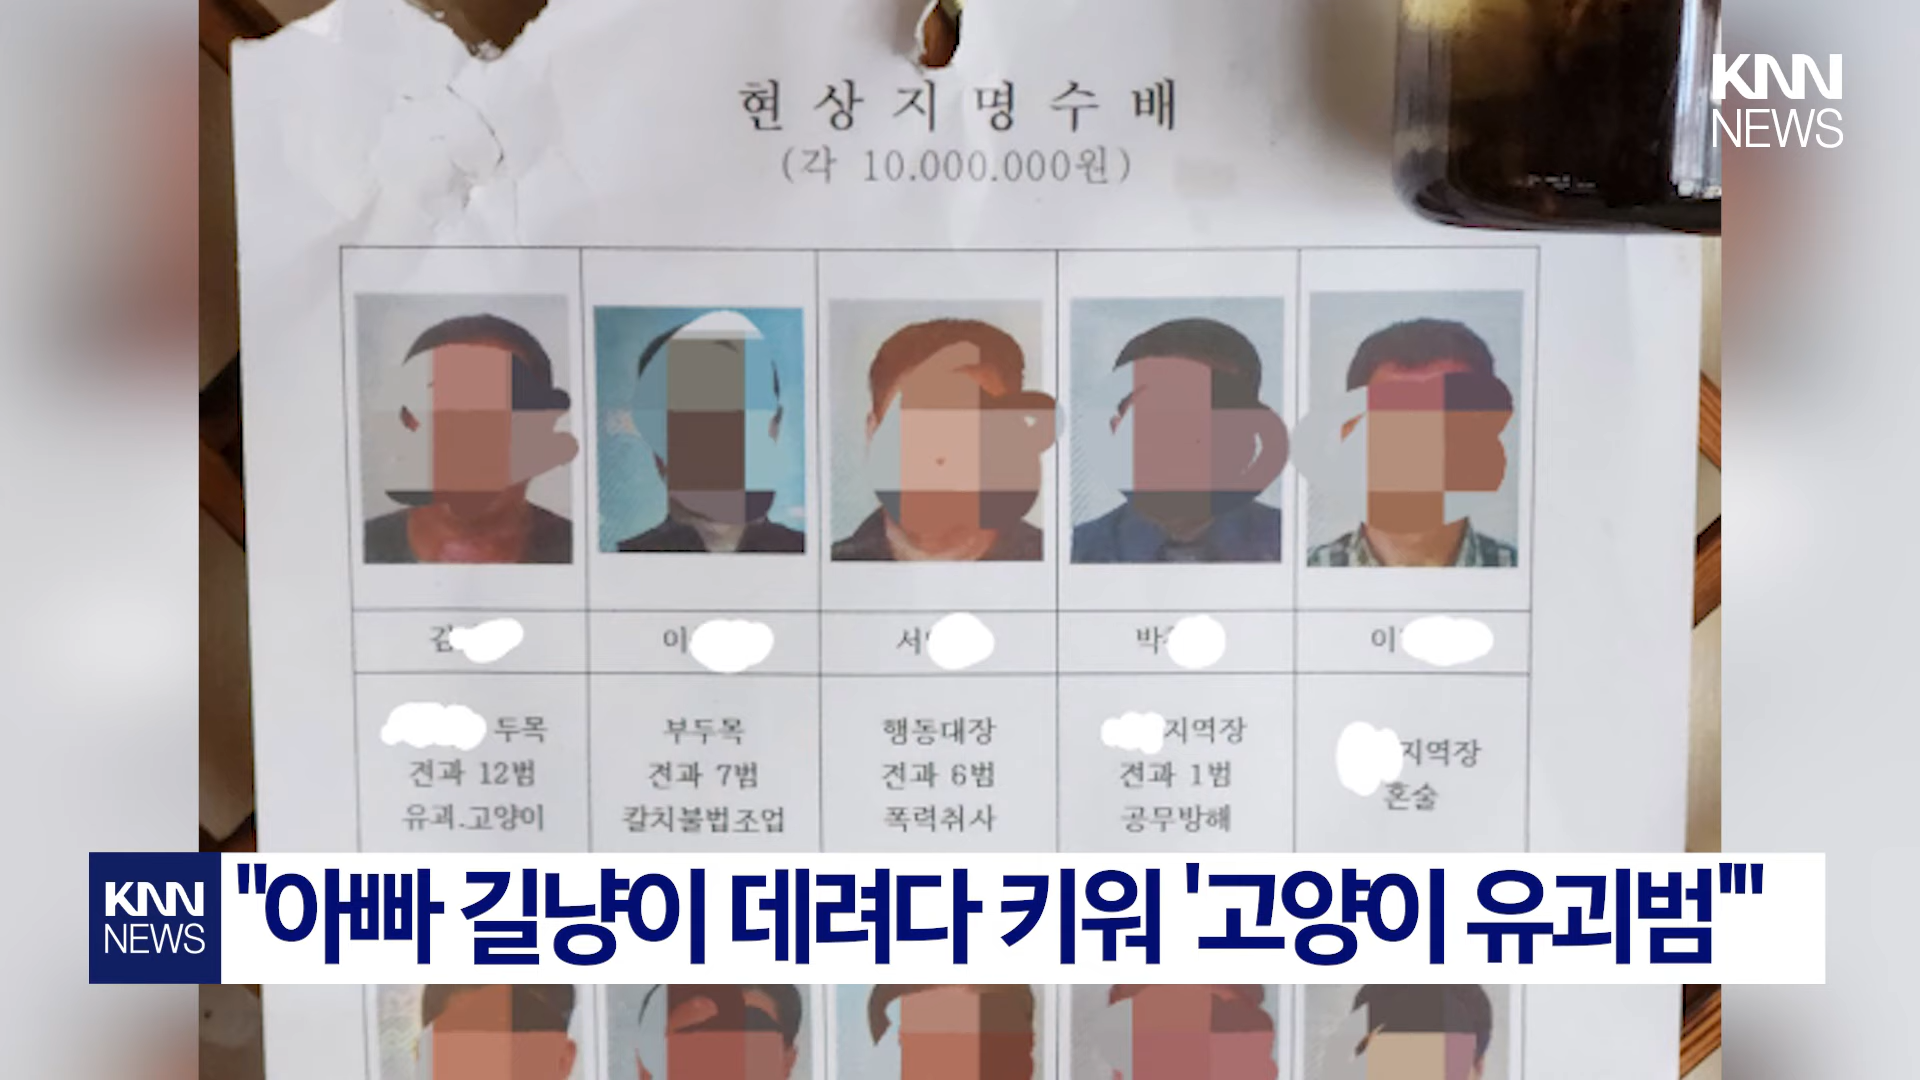 현상지명수배
(각 10.000.000원)
KNN
NEWS
김
이
서
박
이
두목
전과 12범
유괴.고양이
부두목
전과 7범
칼치불법조업
행동대장
전과 6범
폭력취사
지역장
전과 1범
공무방해
지역장
혼술
KNN
NEWS
"아빠 길냥이 데려다 키워 '고양이 유괴범'"